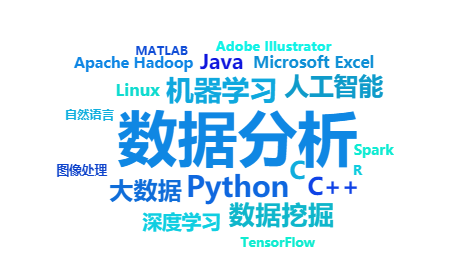 MATLAB
Adobe Illustrator
Apache Hadoop
Java
Microsoft Excel
Linux
机器学习
人工智能
自然语言
数据分析
Spark
C
R
图像处理
大数据
Python
C++
深度学习
数据挖掘
TensorFlow